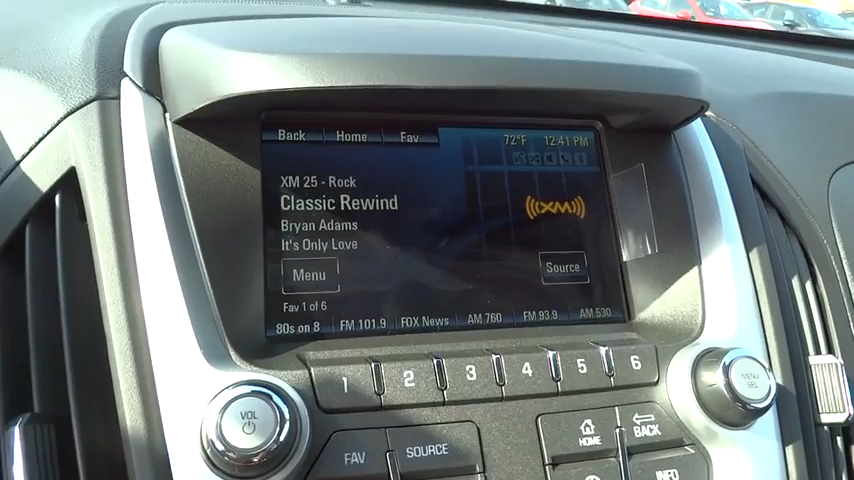 Back Home Fav 72°F 12:41 PM
XM 25 - Rock
Classic Rewind
((XM))
Bryan Adams
It's Only Love
Menu
Source
Fav 1 of 6
80s on 8 FM 101.9 FOX News AM 760 FM 93.9 AM 530
1 2 3 4 5 6
VOL
MENU
SEL
FAV
SOURCE
HOME
BACK
INFO